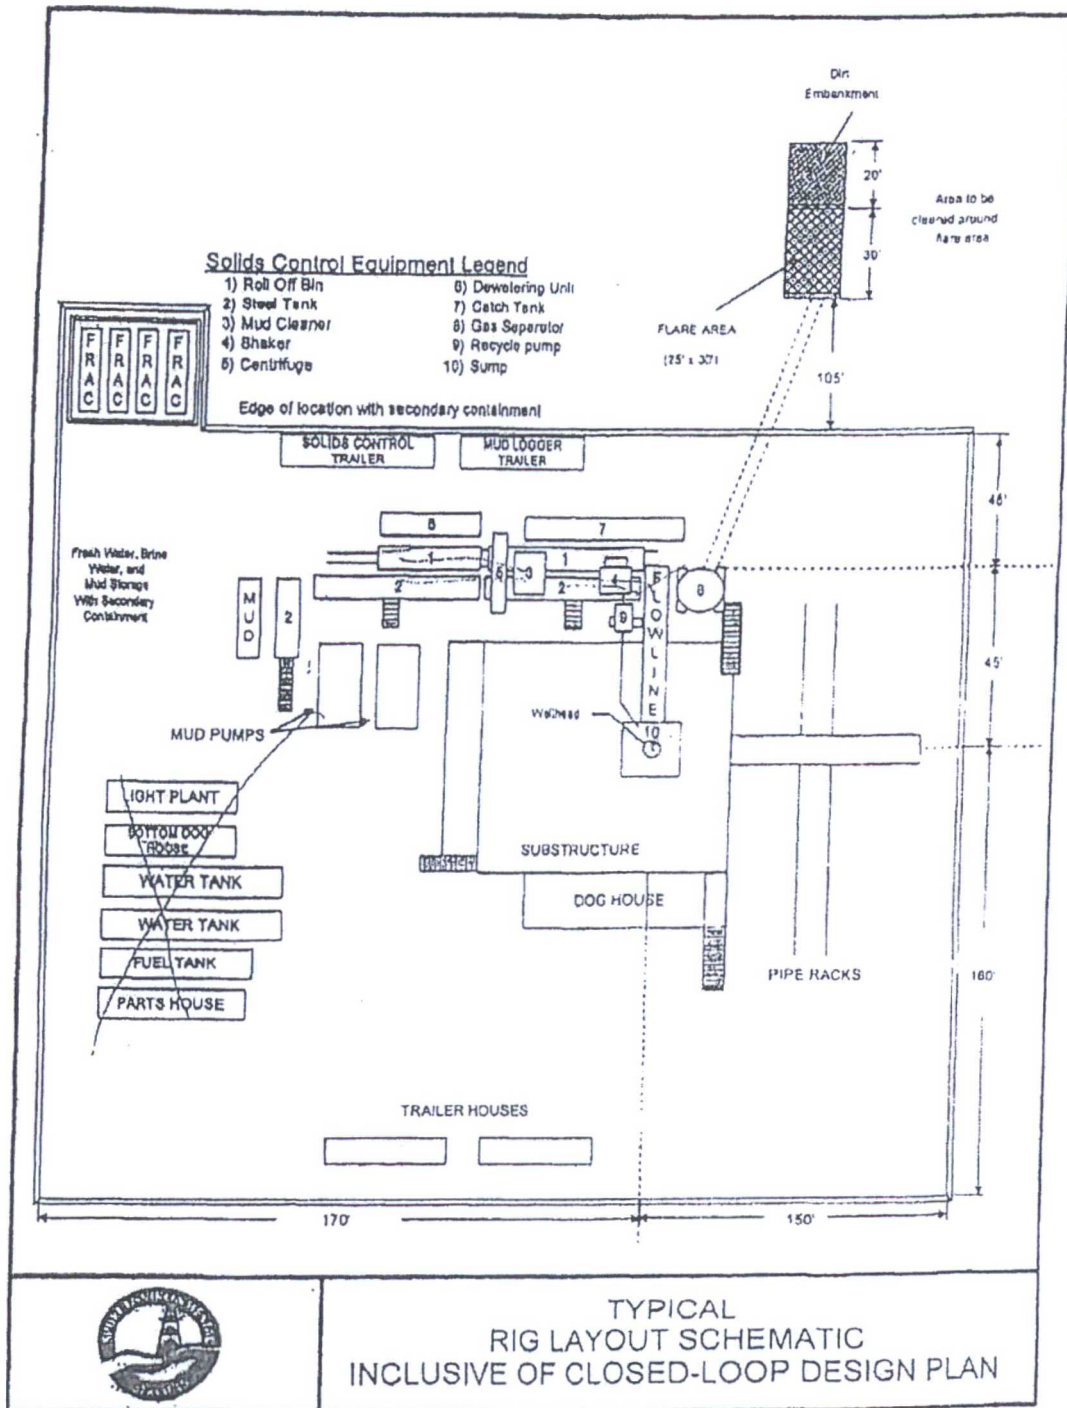 Dirt
Embankment
20'
Area to be
cleaned around
flare area
30'
Solids Control Equipment Legend
1) Roll Off Bin
2) Steel Tank
3) Mud Cleaner
4) Shaker
5) Centrifuge
6) Dewatering Unit
7) Catch Tank
8) Gas Separator
9) Recycle pump
10) Sump
FLARE AREA
(25' x 30')
105'
FRAC
FRAC
FRAC
FRAC
Edge of location with secondary containment
SOLIDS CONTROL
TRAILER
MUD LOGGER
TRAILER
45'
7
1
1
3
8
2
2
4
9
2
Fresh Water, Brine
Water, and
Mud Storage
With Secondary
Containment
MUD
FLOWLINE
45'
Wellhead
10
MUD PUMPS
LIGHT PLANT
BOTTOM DOG
HOUSE
WATER TANK
WATER TANK
FUEL TANK
PARTS HOUSE
SUBSTRUCTURE
DOG HOUSE
PIPE RACKS
160'
TRAILER HOUSES
170'
150'
TYPICAL
RIG LAYOUT SCHEMATIC
INCLUSIVE OF CLOSED-LOOP DESIGN PLAN